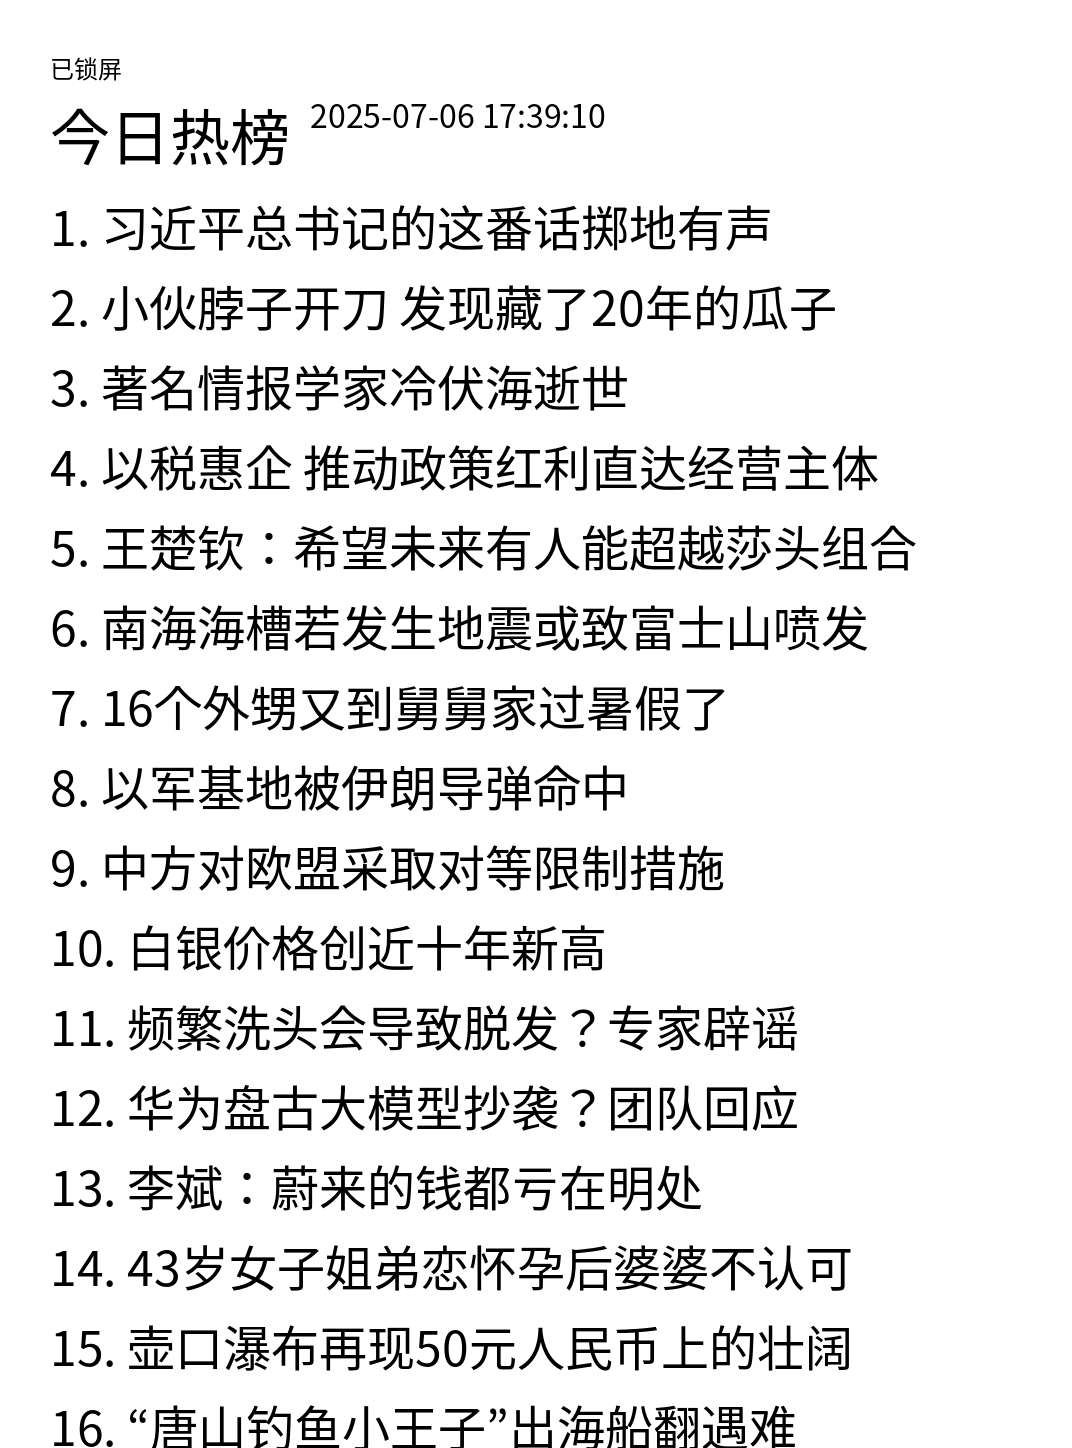 已锁屏
今日热榜 2025-07-06 17:39:10
1. 习近平总书记的这番话掷地有声
2. 小伙脖子开刀 发现藏了20年的瓜子
3. 著名情报学家冷伏海逝世
4. 以税惠企 推动政策红利直达经营主体
5. 王楚钦：希望未来有人能超越莎头组合
6. 南海海槽若发生地震或致富士山喷发
7. 16个外甥又到舅舅家过暑假了
8. 以军基地被伊朗导弹命中
9. 中方对欧盟采取对等限制措施
10. 白银价格创近十年新高
11. 频繁洗头会导致脱发？专家辟谣
12. 华为盘古大模型抄袭？团队回应
13. 李斌：蔚来的钱都亏在明处
14. 43岁女子姐弟恋怀孕后婆婆不认可
15. 壶口瀑布再现50元人民币上的壮阔
16. “唐山钓鱼小王子”出海船翻遇难